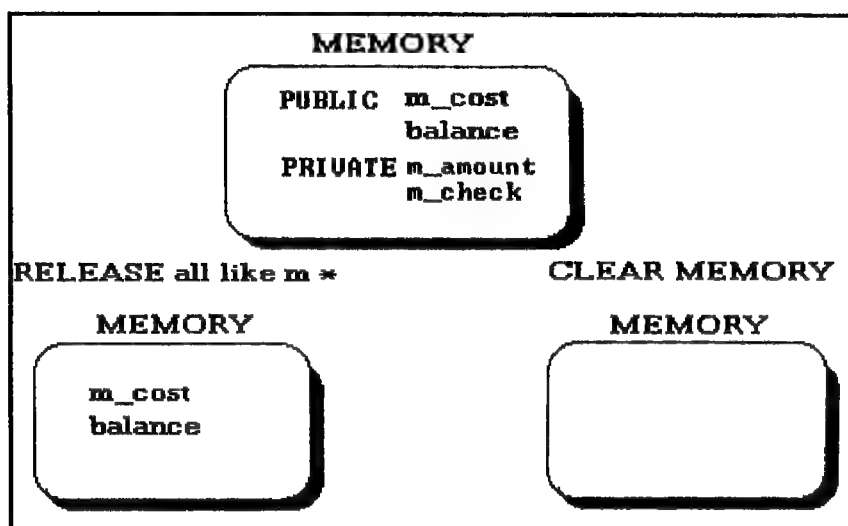 MEMORY
PUBLIC m_cost
balance
PRIVATE m_amount
m_check
RELEASE all like m *
CLEAR MEMORY
MEMORY
MEMORY
m_cost
balance